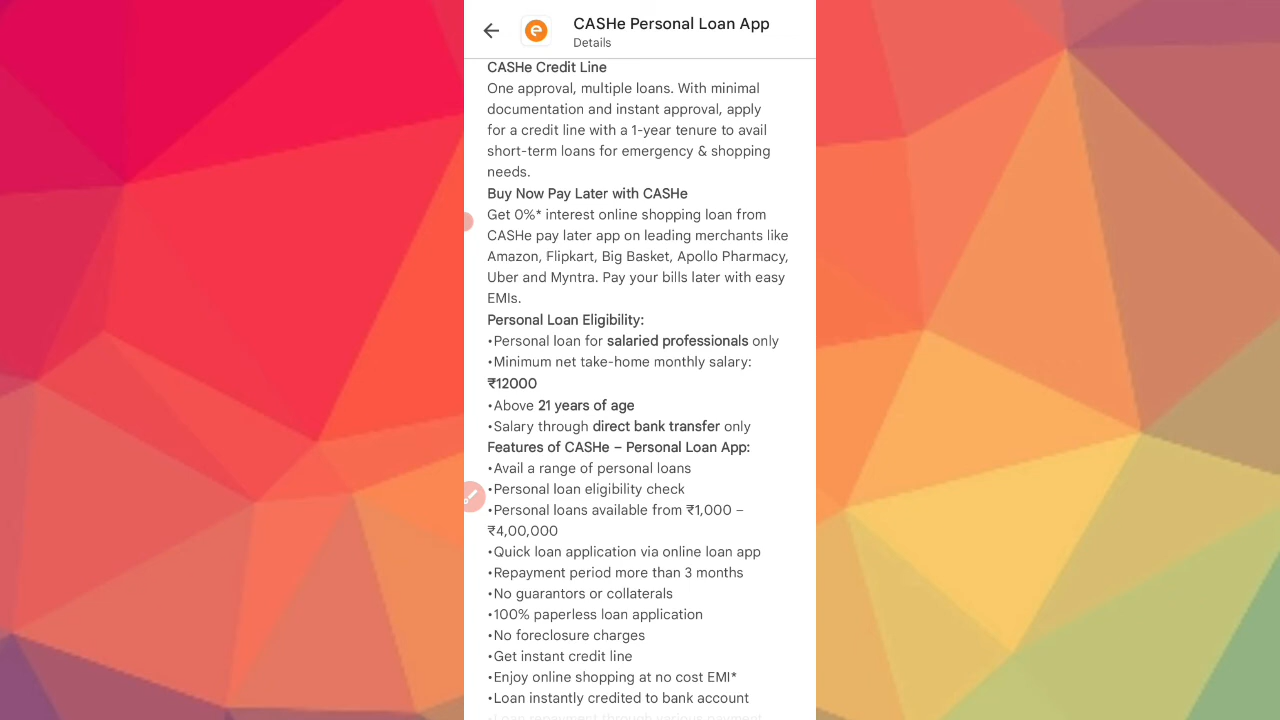 CASHe Personal Loan App
Details
CASHe Credit Line
One approval, multiple loans. With minimal
documentation and instant approval, apply
for a credit line with a 1-year tenure to avail
short-term loans for emergency & shopping
needs.
Buy Now Pay Later with CASHe
Get 0%* interest online shopping loan from
CASHe pay later app on leading merchants like
Amazon, Flipkart, Big Basket, Apollo Pharmacy,
Uber and Myntra. Pay your bills later with easy
EMIs.
Personal Loan Eligibility:
•Personal loan for salaried professionals only
•Minimum net take-home monthly salary:
₹12000
•Above 21 years of age
•Salary through direct bank transfer only
Features of CASHe – Personal Loan App:
•Avail a range of personal loans
•Personal loan eligibility check
•Personal loans available from ₹1,000 –
₹4,00,000
•Quick loan application via online loan app
•Repayment period more than 3 months
•No guarantors or collaterals
•100% paperless loan application
•No foreclosure charges
•Get instant credit line
•Enjoy online shopping at no cost EMI*
•Loan instantly credited to bank account
•Loan repayment through various payment